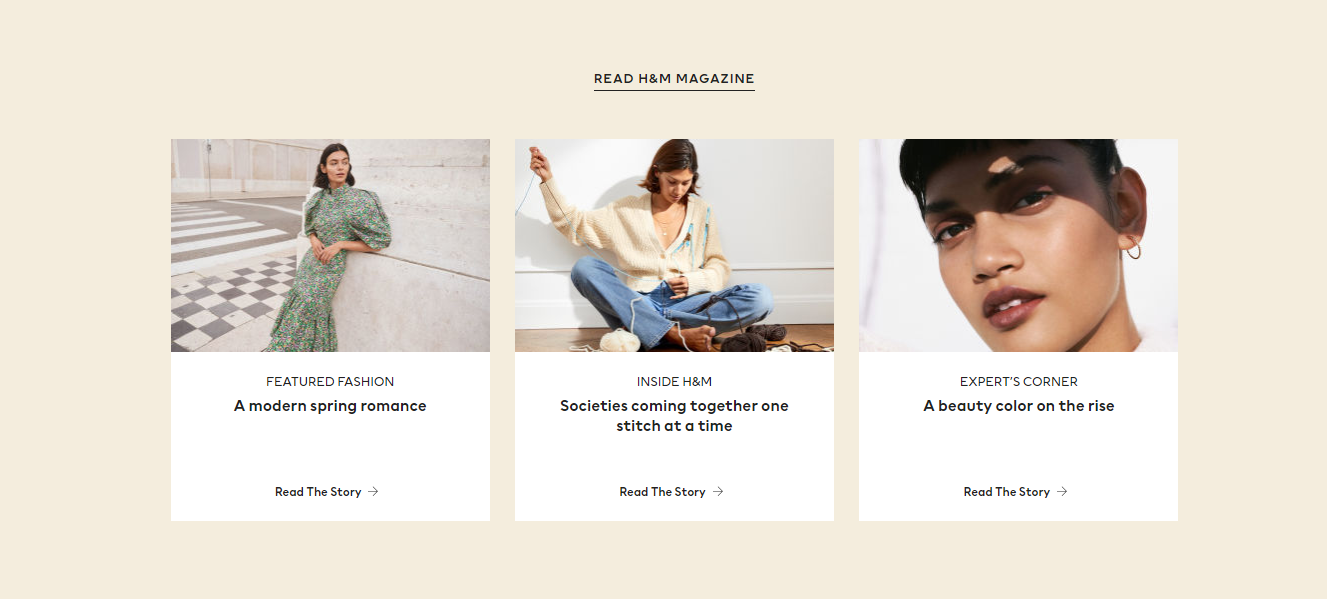 READ H&M MAGAZINE
FEATURED FASHION
A modern spring romance
Read The Story
INSIDE H&M
Societies coming together one
stitch at a time
Read The Story
EXPERT'S CORNER
A beauty color on the rise
Read The Story